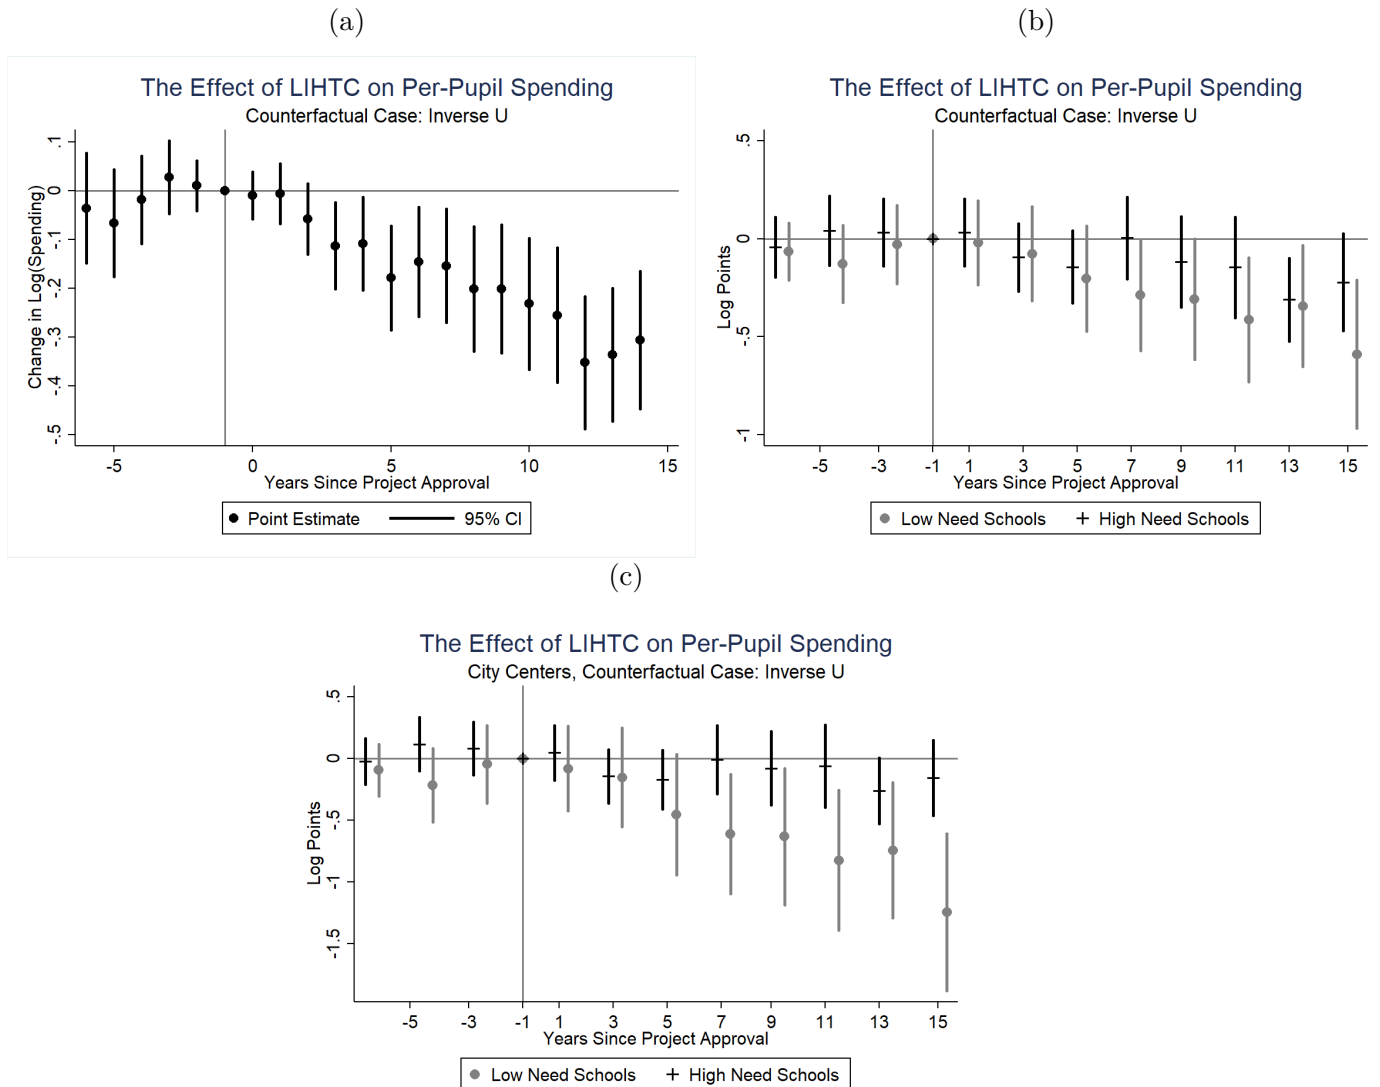 (a)
The Effect of LIHTC on Per-Pupil Spending
Counterfactual Case: Inverse U
Change in Log(Spending)
.1
0
-.1
-.2
-.3
-.4
-.5
-5 0 5 10 15
Years Since Project Approval
Point Estimate 95% CI
(b)
The Effect of LIHTC on Per-Pupil Spending
Counterfactual Case: Inverse U
Log Points
.5
0
-.5
-1
-5 -3 -1 1 3 5 7 9 11 13 15
Years Since Project Approval
Low Need Schools High Need Schools
(c)
The Effect of LIHTC on Per-Pupil Spending
City Centers, Counterfactual Case: Inverse U
Log Points
.5
0
-.5
-1
-1.5
-5 -3 -1 1 3 5 7 9 11 13 15
Years Since Project Approval
Low Need Schools High Need Schools